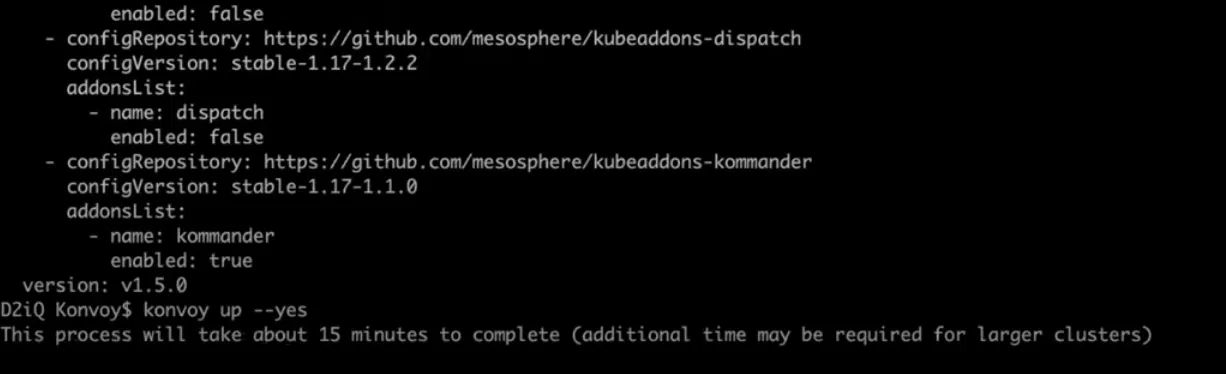 enabled: false
- configRepository: https://github.com/mesosphere/kubeaddons-dispatch
configVersion: stable-1.17-1.2.2
addonsList:
- name: dispatch
enabled: false
- configRepository: https://github.com/mesosphere/kubeaddons-kommander
configVersion: stable-1.17-1.1.0
addonsList:
- name: kommander
enabled: true
version: v1.5.0
D2iQ Konvoy$ konvoy up --yes
This process will take about 15 minutes to complete (additional time may be required for larger clusters)